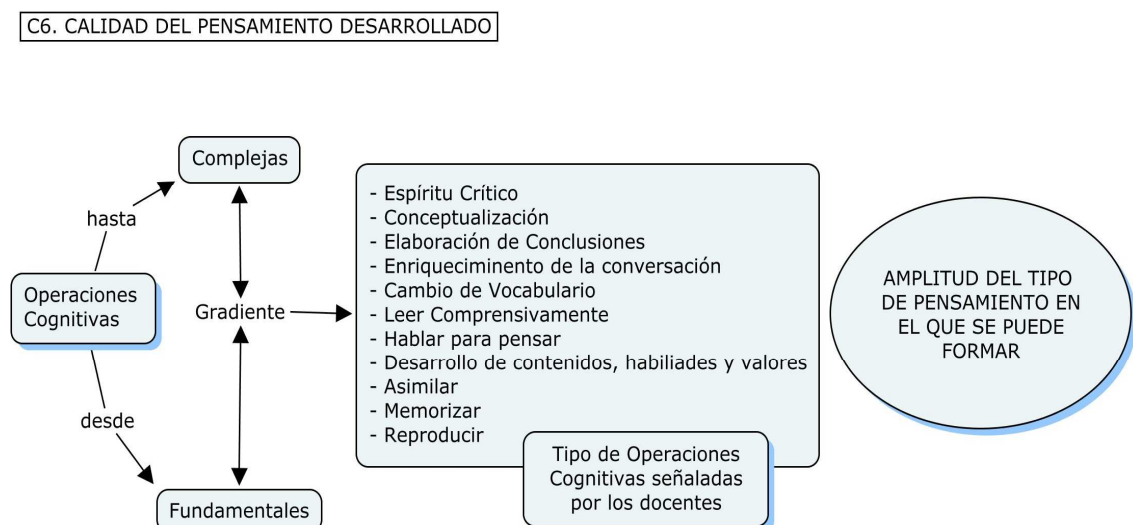 C6. CALIDAD DEL PENSAMIENTO DESARROLLADO
Complejas
hasta
Operaciones
Cognitivas
Gradiente
desde
Fundamentales
- Espíritu Crítico
- Conceptualización
- Elaboración de Conclusiones
- Enriqueciminento de la conversación
- Cambio de Vocabulario
- Leer Comprensivamente
- Hablar para pensar
- Desarrollo de contenidos, habiliades y valores
- Asimilar
- Memorizar
- Reproducir
Tipo de Operaciones
Cognitivas señaladas
por los docentes
AMPLITUD DEL TIPO
DE PENSAMIENTO EN
EL QUE SE PUEDE
FORMAR